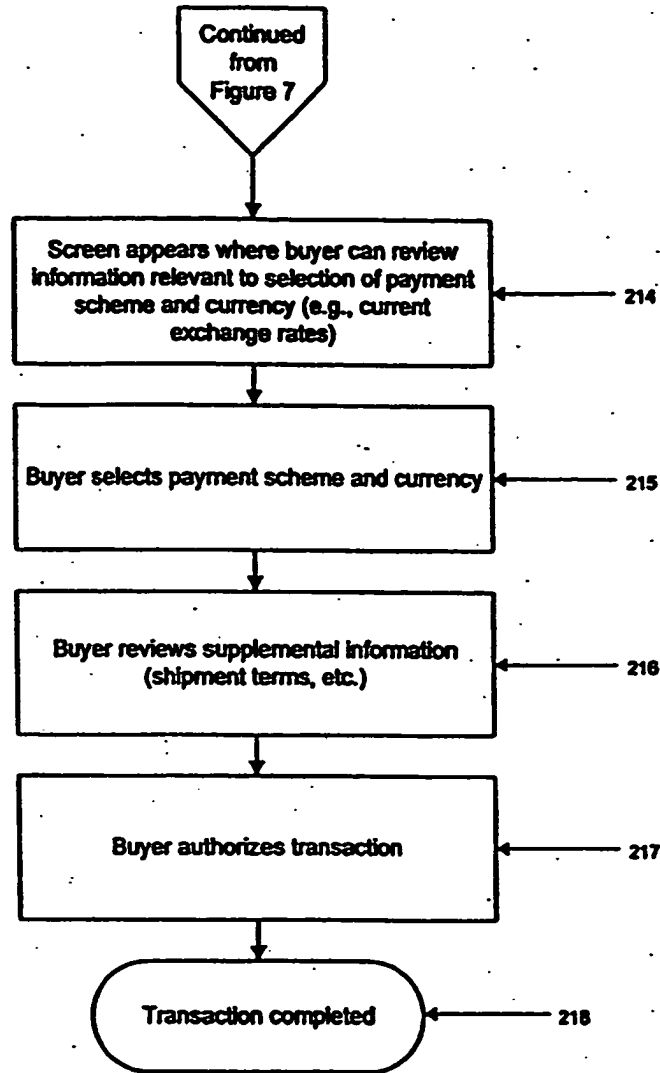 Continued
from
Figure 7
Screen appears where buyer can review
information relevant to selection of payment
scheme and currency (e.g., current
exchange rates)
214
Buyer selects payment scheme and currency
215
Buyer reviews supplemental information
(shipment terms, etc.)
216
Buyer authorizes transaction
217
Transaction completed
218